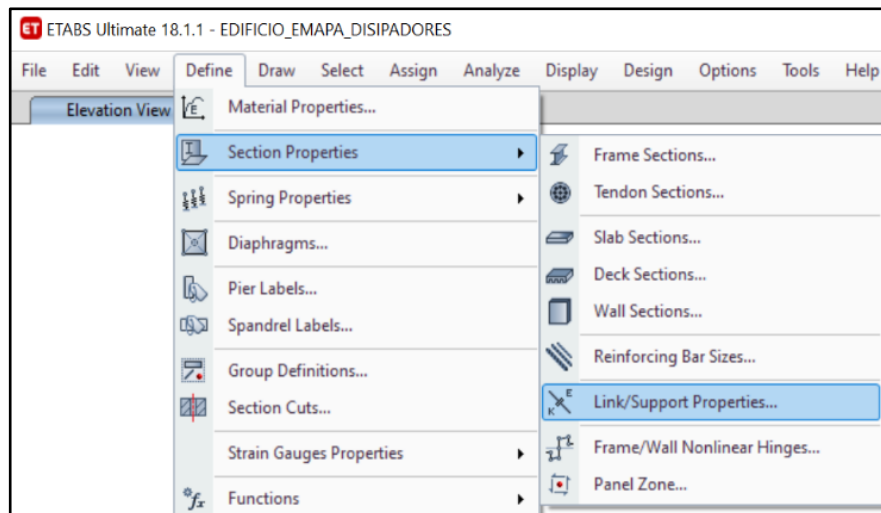 ET ETABS Ultimate 18.1.1 - EDIFICIO_EMAPA_DISIPADORES
File Edit View Define Draw Select Assign Analyze Display Design Options Tools Help
Elevation View
Material Properties...
Section Properties
Spring Properties
Diaphragms...
Pier Labels...
Spandrel Labels...
Group Definitions...
Section Cuts...
Strain Gauges Properties
Functions
Frame Sections...
Tendon Sections...
Slab Sections...
Deck Sections...
Wall Sections...
Reinforcing Bar Sizes...
Link/Support Properties...
Frame/Wall Nonlinear Hinges...
Panel Zone...